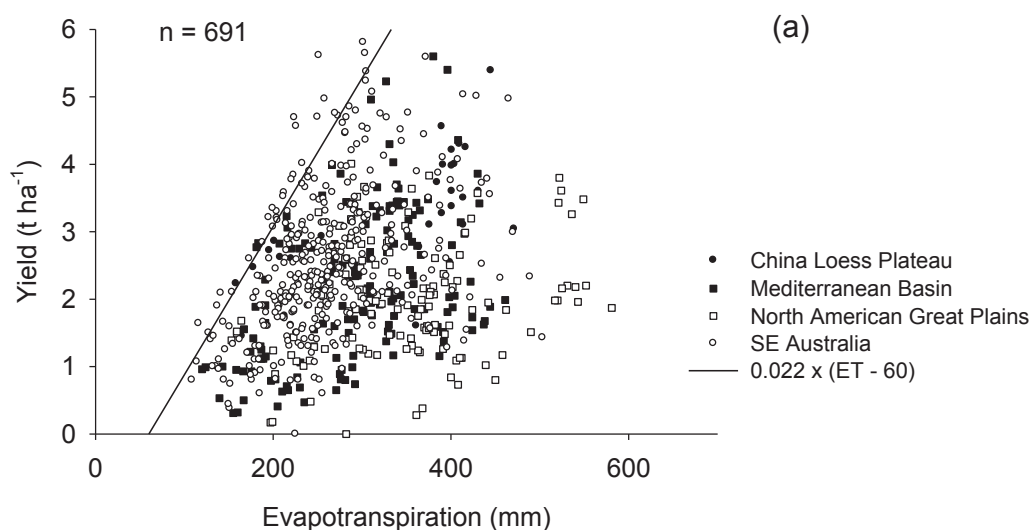 n = 691
(a)
Yield (t ha⁻¹)
6
5
4
3
2
1
0
0 200 400 600
Evapotranspiration (mm)
China Loess Plateau
Mediterranean Basin
North American Great Plains
SE Australia
0.022 x (ET - 60)